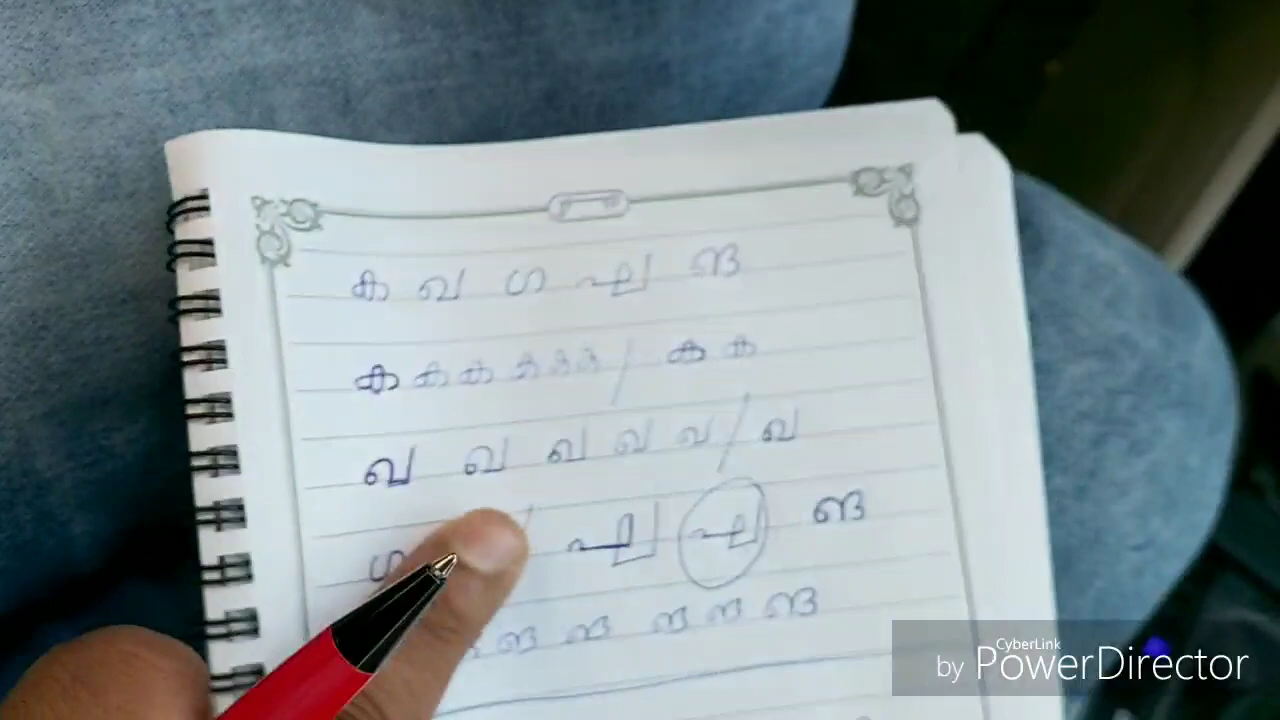 ക ഖ ഗ ഘ ങ
ക ക ക ക ക ക / ക ക
ഖ ഖ ഖ ഖ ഖ / ഖ
ഗ / ഘ ഘ ങ
ങ ങ ങ ങ ങ
CyberLink
by PowerDirector